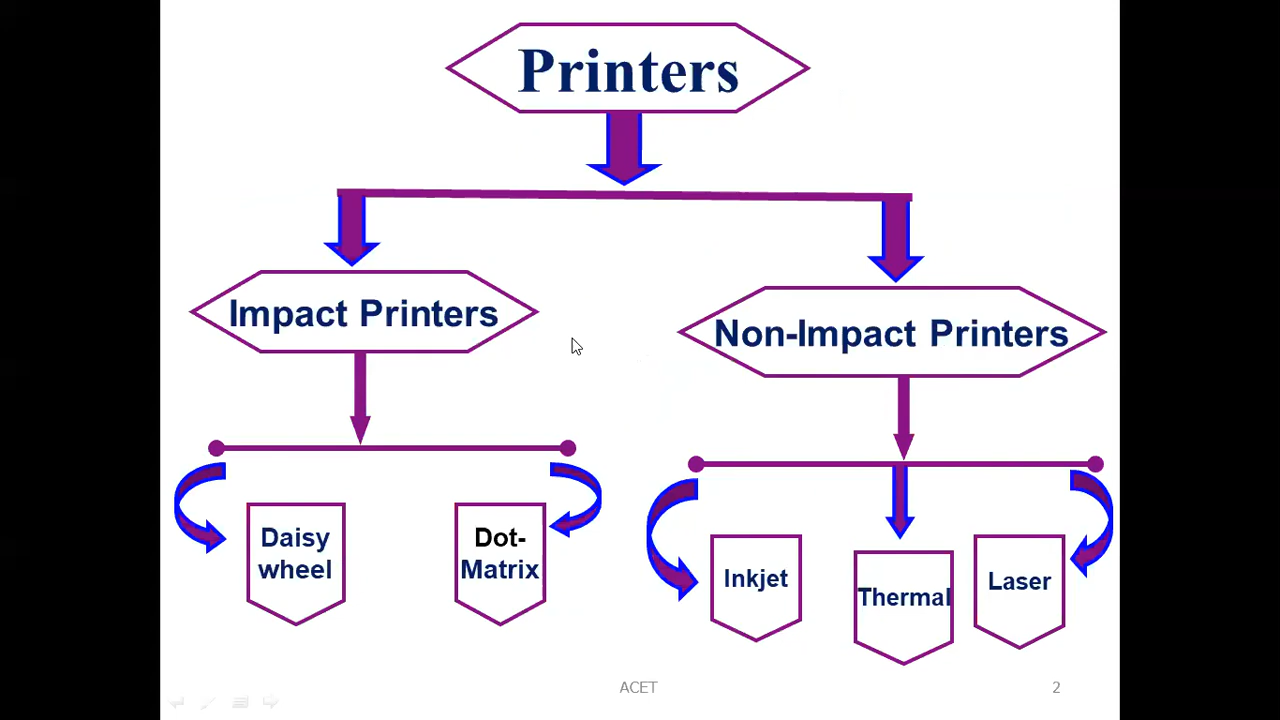 Printers
Impact Printers
Non-Impact Printers
Daisy
wheel
Dot-
Matrix
Inkjet
Thermal
Laser
ACET
2